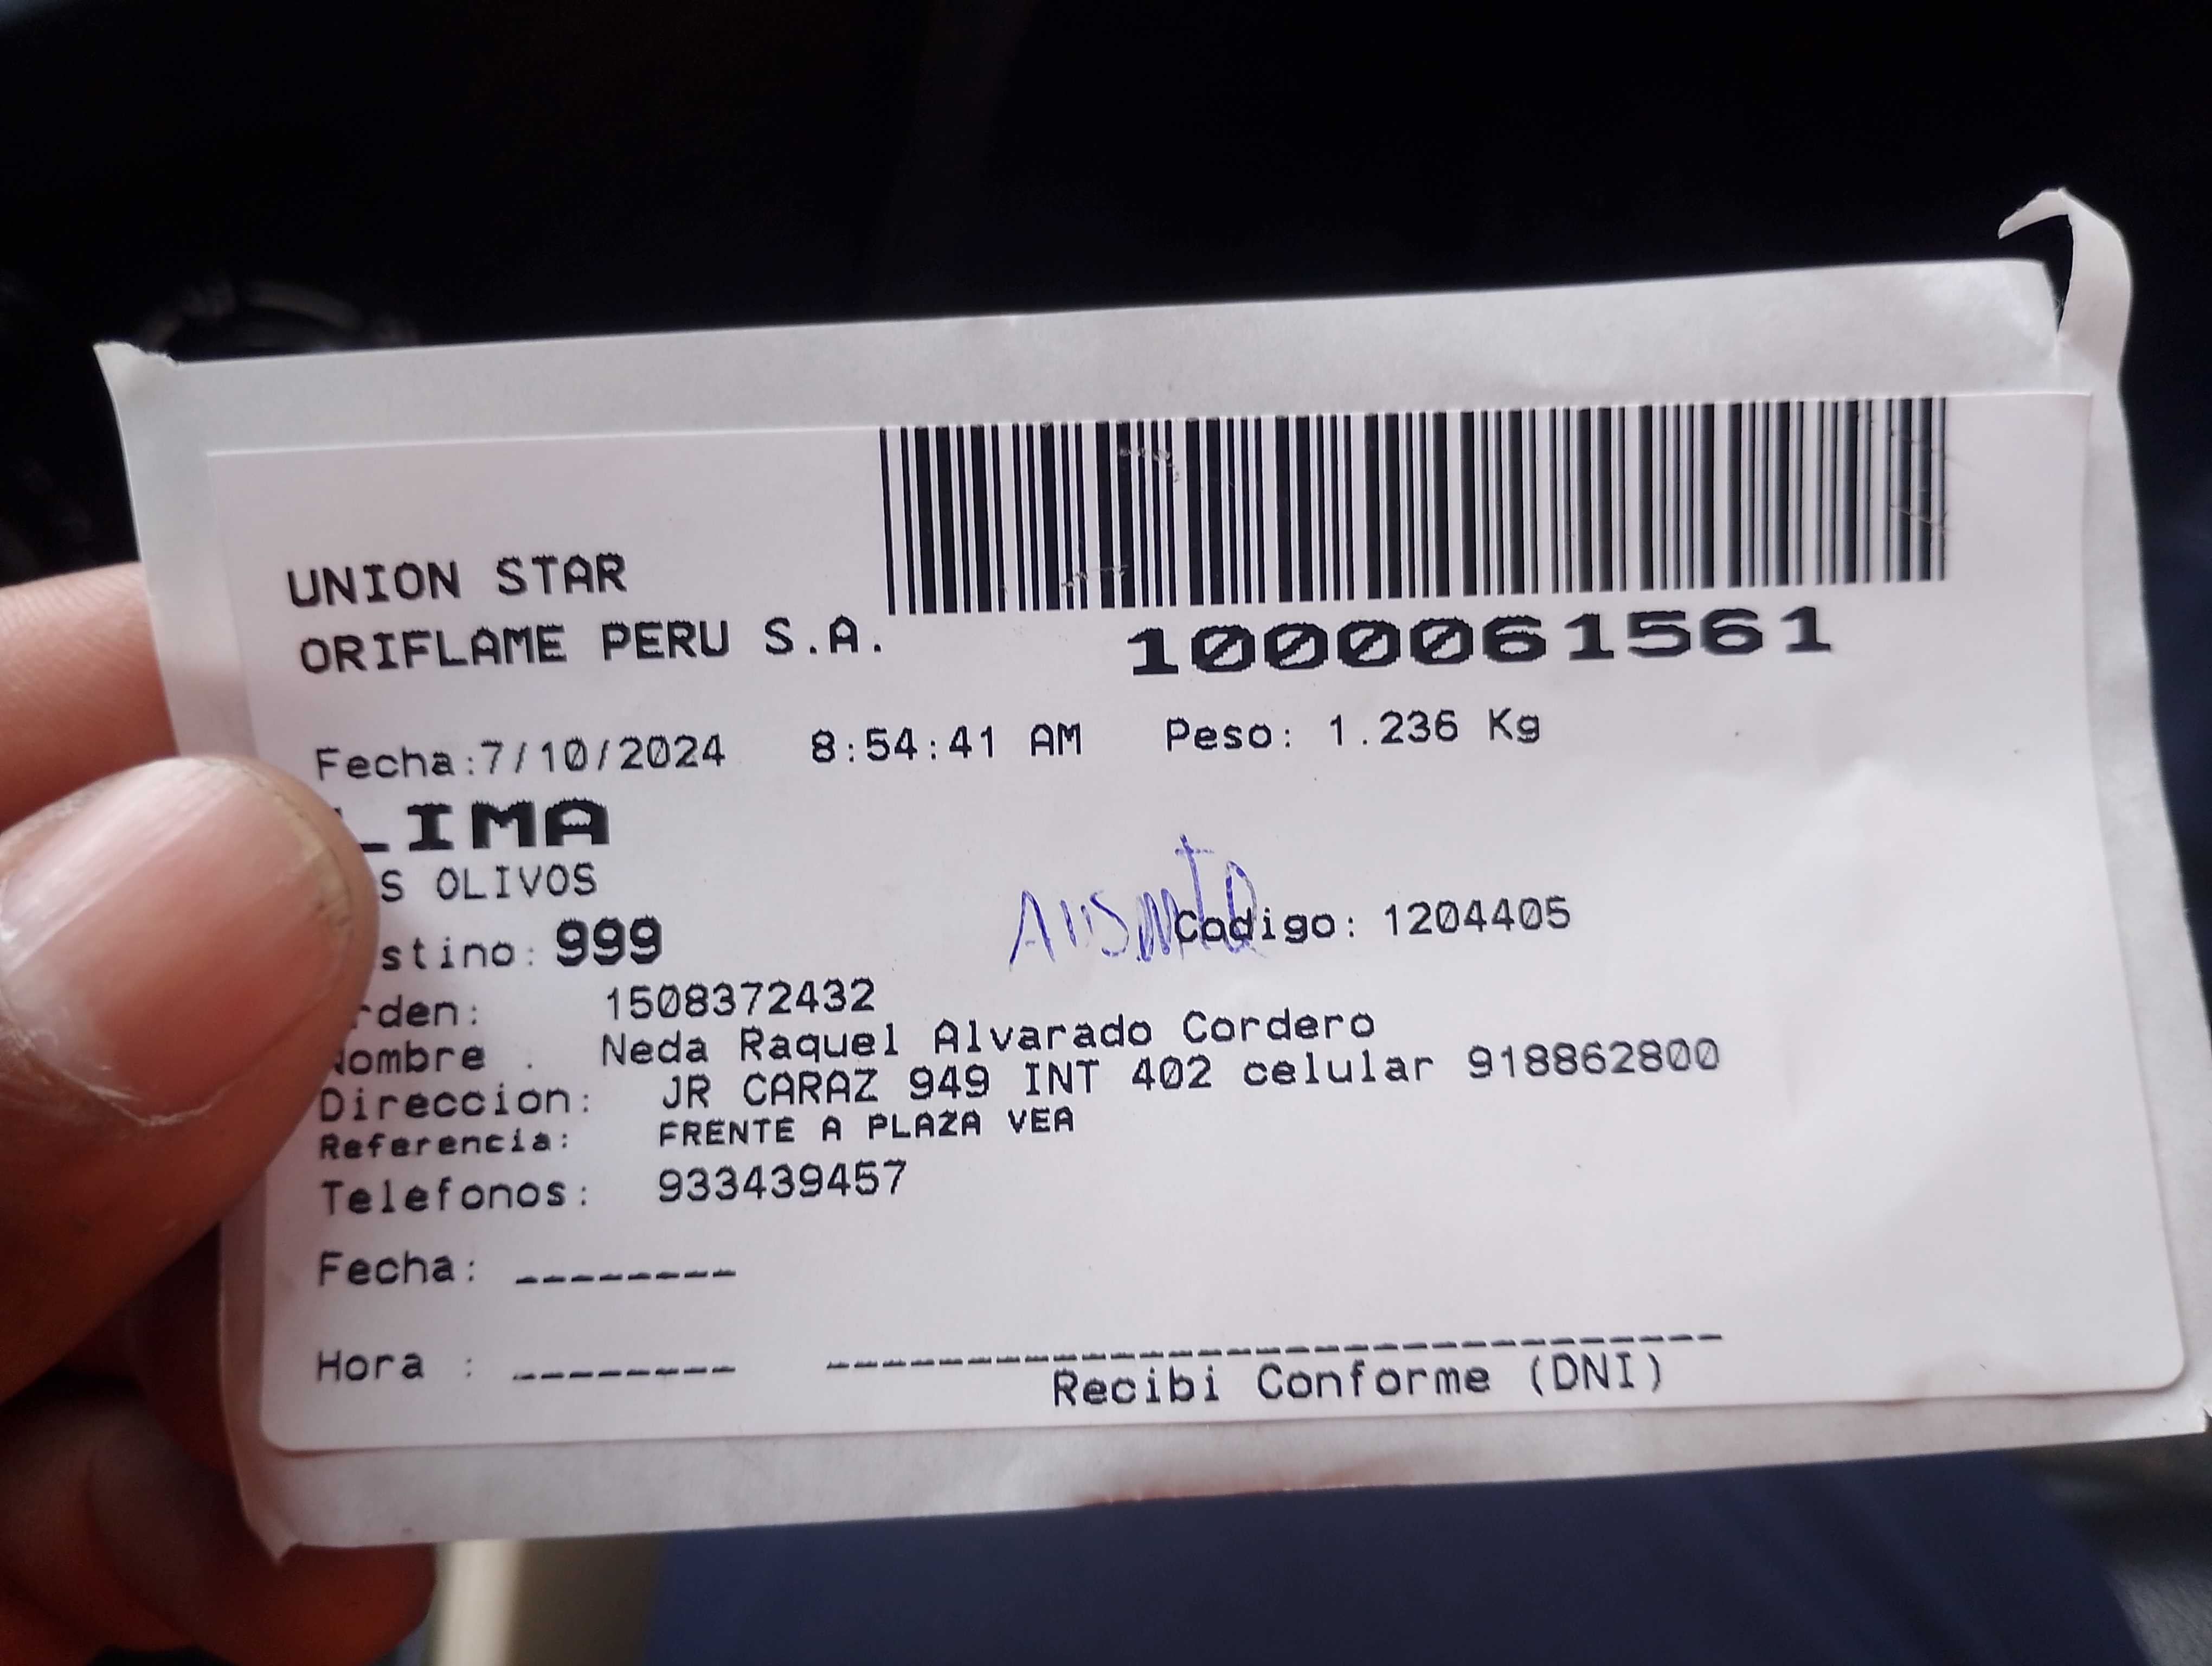 UNION STAR
ORIFLAME PERU S.A.
1000061561
Fecha:7/10/2024 8:54:41 AM Peso: 1.236 Kg
LIMA
S OLIVOS
stino: 999
Codigo: 1204405
rden: 1508372432
Nombre : Neda Raquel Alvarado Cordero
Direccion: JR CARAZ 949 INT 402 celular 918862800
Referencia: FRENTE A PLAZA VEA
Telefonos: 933439457
Fecha: --------
Hora : --------
Recibi Conforme (DNI)